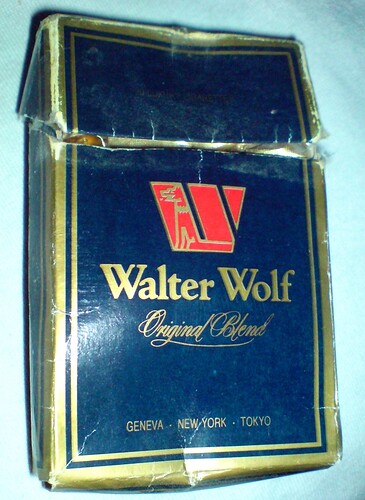 Walter Wolf
Original Blend
GENEVA · NEW YORK · TOKYO